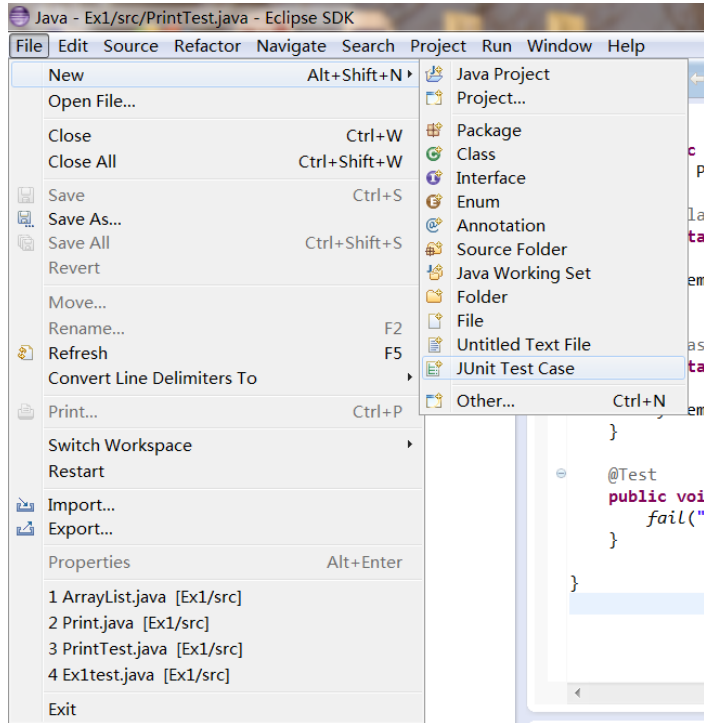 Java - Ex1/src/PrintTest.java - Eclipse SDK
File Edit Source Refactor Navigate Search Project Run Window Help
New Alt+Shift+N
Open File...
Close Ctrl+W
Close All Ctrl+Shift+W
Save Ctrl+S
Save As...
Save All Ctrl+Shift+S
Revert
Move...
Rename... F2
Refresh F5
Convert Line Delimiters To
Print... Ctrl+P
Switch Workspace
Restart
Import...
Export...
Properties Alt+Enter
1 ArrayList.java [Ex1/src]
2 Print.java [Ex1/src]
3 PrintTest.java [Ex1/src]
4 Ex1test.java [Ex1/src]
Exit
Java Project
Project...
Package
Class
Interface
Enum
Annotation
Source Folder
Java Working Set
Folder
File
Untitled Text File
JUnit Test Case
Other... Ctrl+N
}
@Test
public voi
fail("
}
}